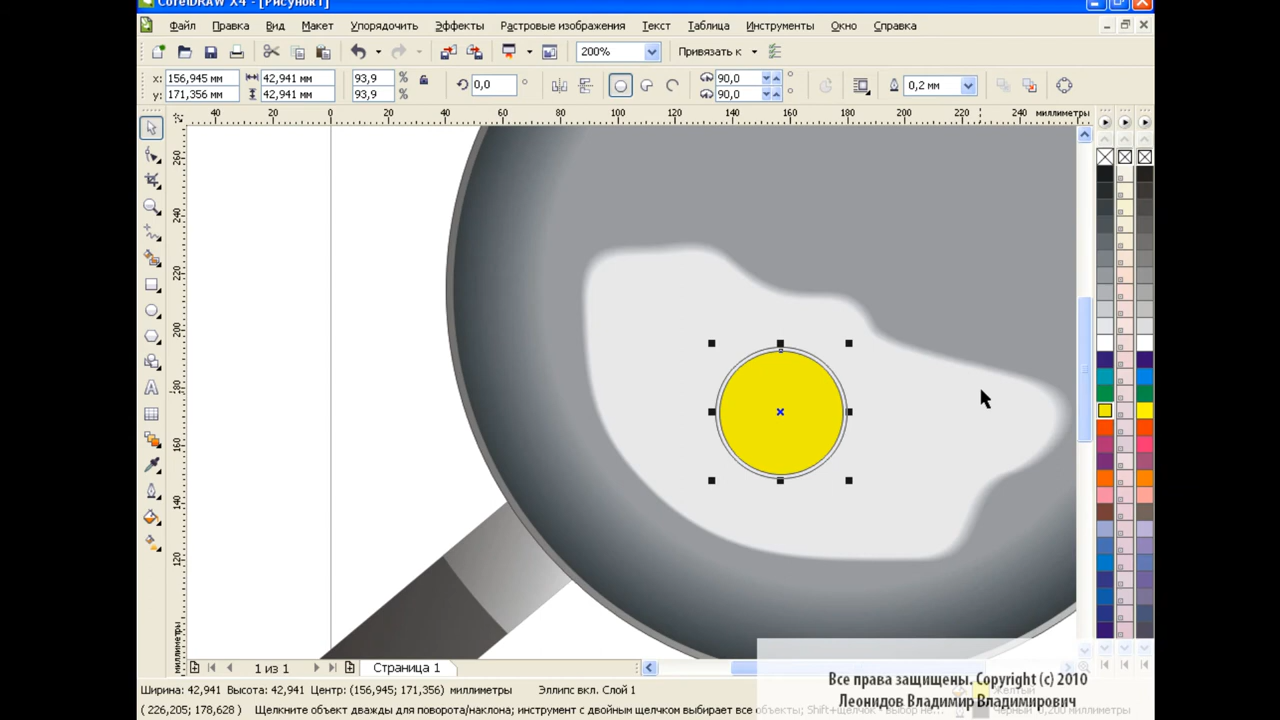 CorelDRAW X4 - [Рисунок1]
Файл Правка Вид Макет Упорядочить Эффекты Растровые изображения Текст Таблица Инструменты Окно Справка
200% Привязать к
x: 156,945 мм 42,941 мм 93,9 % 0,0 ° 90,0 ° 0,2 мм
y: 171,356 мм 42,941 мм 93,9 % 90,0
40 20 0 20 40 60 80 100 120 140 160 180 200 220 240 миллиметры
260
240
220
200
180
160
140
120
миллиметры
1 из 1 Страница 1
Ширина: 42,941 Высота: 42,941 Центр: (156,945; 171,356) миллиметры Эллипс вкл. Слой 1 Желтый
( 226,205; 178,628 ) Щелкните объект дважды для поворота/наклона; инструмент с двойным щелчком выбирает все объекты; Shift+щелчок - выбор Черный 0,200 миллиметры
Все права защищены. Copyright (c) 2010
Леонидов Владимир Владимирович